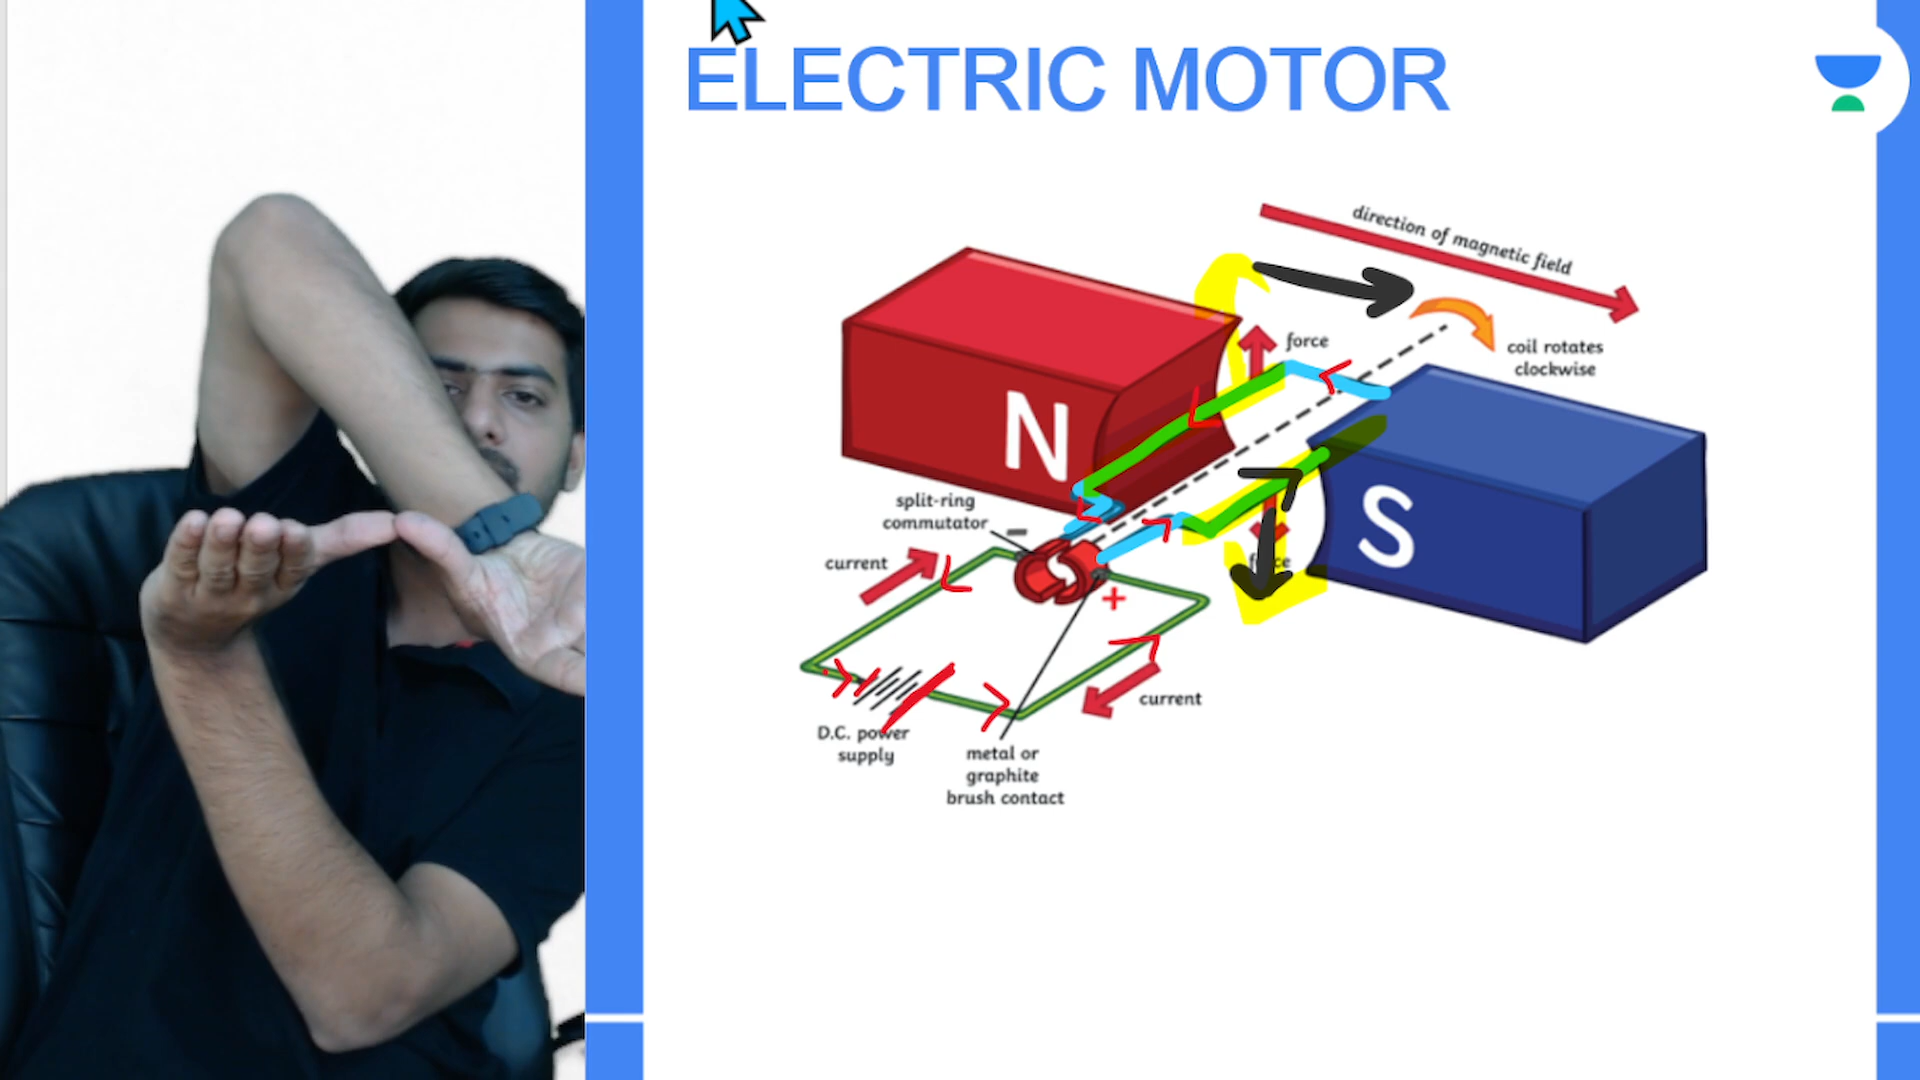 ELECTRIC MOTOR
direction of magnetic field
force
coil rotates
clockwise
N
split-ring
commutator
−
S
current
force
+
current
D.C. power
supply
metal or
graphite
brush contact